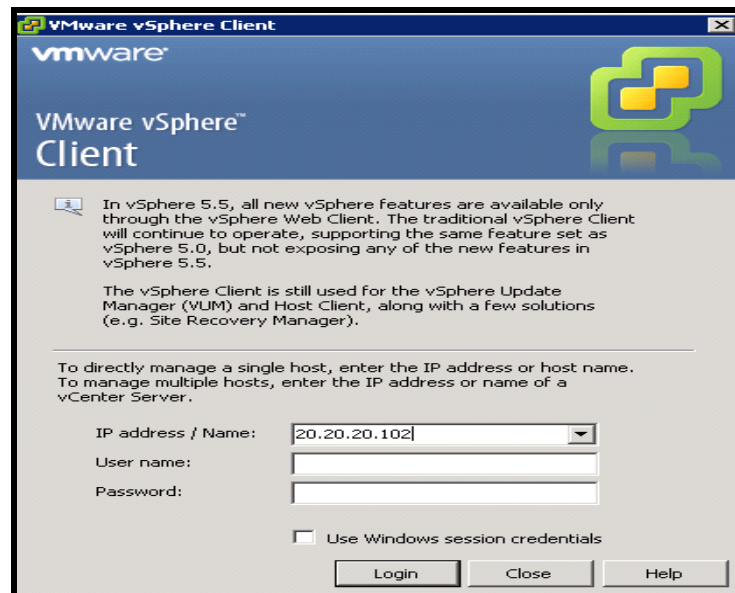 VMware vSphere Client
vmware
VMware vSphere™
Client
In vSphere 5.5, all new vSphere features are available only
through the vSphere Web Client. The traditional vSphere Client
will continue to operate, supporting the same feature set as
vSphere 5.0, but not exposing any of the new features in
vSphere 5.5.
The vSphere Client is still used for the vSphere Update
Manager (VUM) and Host Client, along with a few solutions
(e.g. Site Recovery Manager).
To directly manage a single host, enter the IP address or host name.
To manage multiple hosts, enter the IP address or name of a
vCenter Server.
IP address / Name: 20.20.20.102
User name:
Password:
Use Windows session credentials
Login Close Help